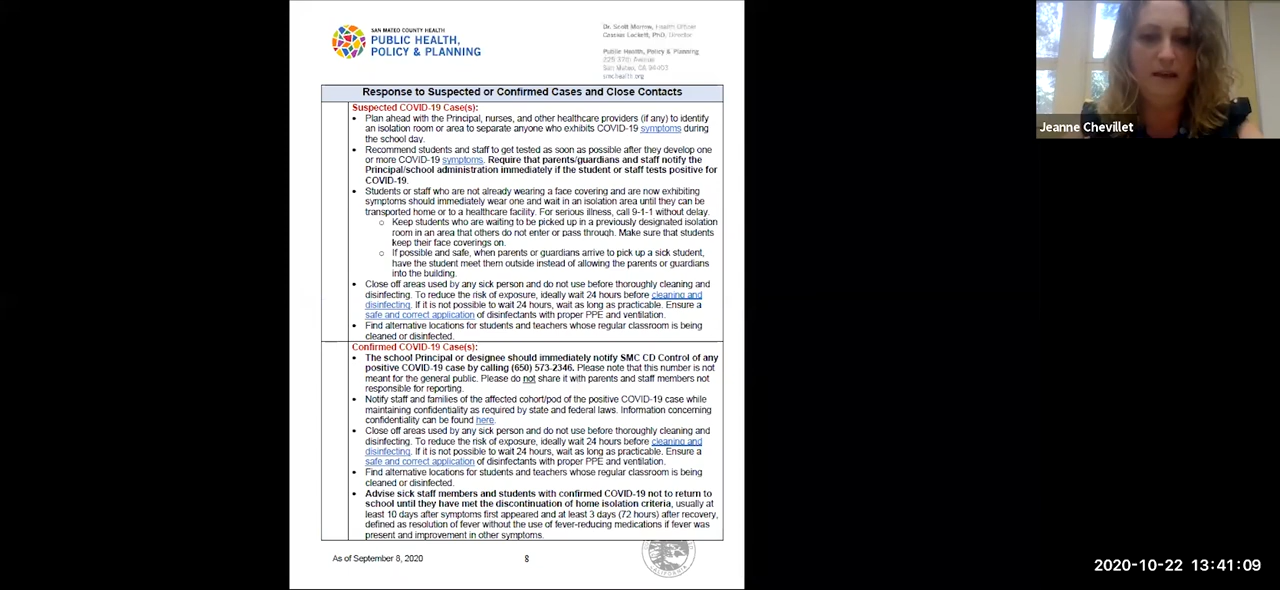 SAN MATEO COUNTY HEALTH
PUBLIC HEALTH,
POLICY & PLANNING
Dr. Scott Morrow, Health Officer
Cassius Lockett, PhD, Director
Public Health, Policy & Planning
225 37th Avenue
San Mateo, CA 94403
smchealth.org
Response to Suspected or Confirmed Cases and Close Contacts
Suspected COVID-19 Case(s):
• Plan ahead with the Principal, nurses, and other healthcare providers (if any) to identify
an isolation room or area to separate anyone who exhibits COVID-19 symptoms during
the school day.
• Recommend students and staff to get tested as soon as possible after they develop one
or more COVID-19 symptoms. Require that parents/guardians and staff notify the
Principal/school administration immediately if the student or staff tests positive for
COVID-19.
• Students or staff who are not already wearing a face covering and are now exhibiting
symptoms should immediately wear one and wait in an isolation area until they can be
transported home or to a healthcare facility. For serious illness, call 9-1-1 without delay.
o Keep students who are waiting to be picked up in a previously designated isolation
room in an area that others do not enter or pass through. Make sure that students
keep their face coverings on.
o If possible and safe, when parents or guardians arrive to pick up a sick student,
have the student meet them outside instead of allowing the parents or guardians
into the building.
• Close off areas used by any sick person and do not use before thoroughly cleaning and
disinfecting. To reduce the risk of exposure, ideally wait 24 hours before cleaning and
disinfecting. If it is not possible to wait 24 hours, wait as long as practicable. Ensure a
safe and correct application of disinfectants with proper PPE and ventilation.
• Find alternative locations for students and teachers whose regular classroom is being
cleaned or disinfected.
Confirmed COVID-19 Case(s):
• The school Principal or designee should immediately notify SMC CD Control of any
positive COVID-19 case by calling (650) 573-2346. Please note that this number is not
meant for the general public. Please do not share it with parents and staff members not
responsible for reporting.
• Notify staff and families of the affected cohort/pod of the positive COVID-19 case while
maintaining confidentiality as required by state and federal laws. Information concerning
confidentiality can be found here.
• Close off areas used by any sick person and do not use before thoroughly cleaning and
disinfecting. To reduce the risk of exposure, ideally wait 24 hours before cleaning and
disinfecting. If it is not possible to wait 24 hours, wait as long as practicable. Ensure a
safe and correct application of disinfectants with proper PPE and ventilation.
• Find alternative locations for students and teachers whose regular classroom is being
cleaned or disinfected.
• Advise sick staff members and students with confirmed COVID-19 not to return to
school until they have met the discontinuation of home isolation criteria, usually at
least 10 days after symptoms first appeared and at least 3 days (72 hours) after recovery,
defined as resolution of fever without the use of fever-reducing medications if fever was
present and improvement in other symptoms.
As of September 8, 2020
8
CALIFORNIA
Jeanne Chevillet
2020-10-22 13:41:09